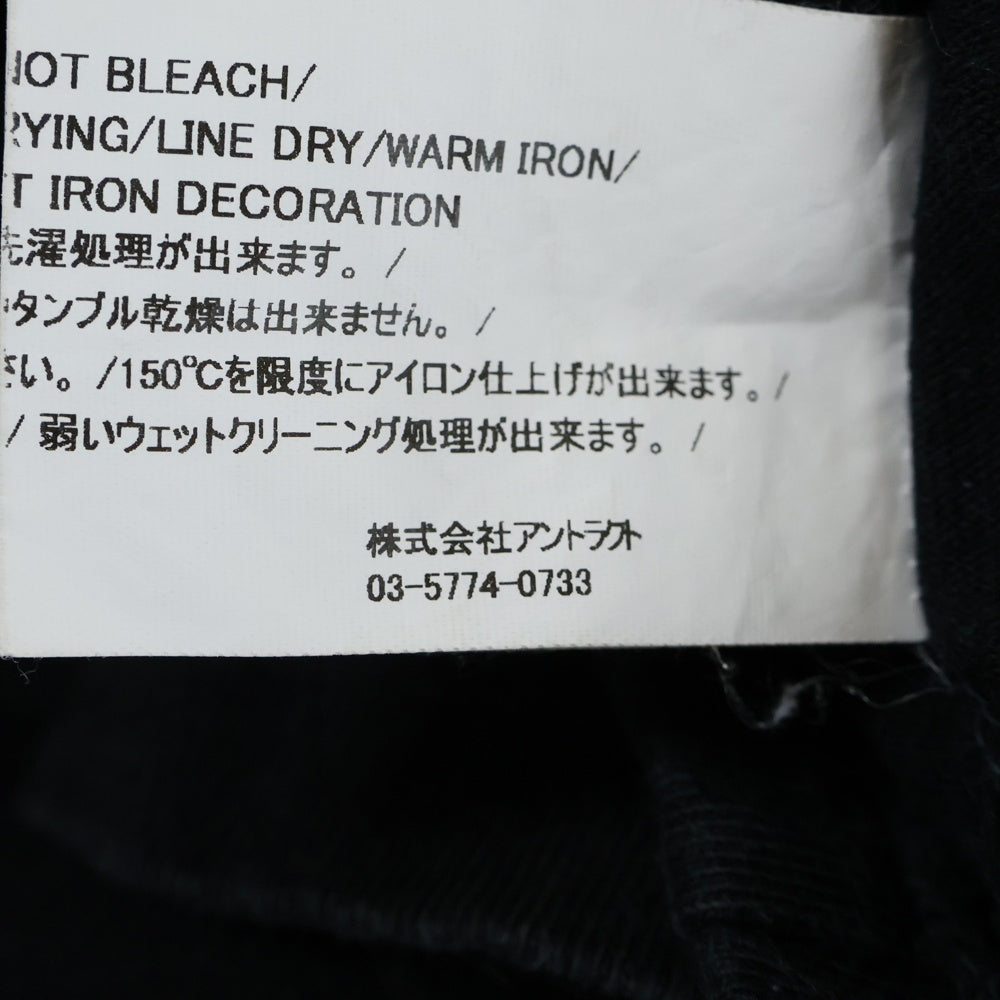 NOT BLEACH/
RYING/LINE DRY/WARM IRON/
T IRON DECORATION
洗濯処理が出来ます。 /
タンブル乾燥は出来ません。 /
さい。 /150℃を限度にアイロン仕上げが出来ます。 /
/ 弱いウェットクリーニング処理が出来ます。 /
株式会社アントラクト
03-5774-0733